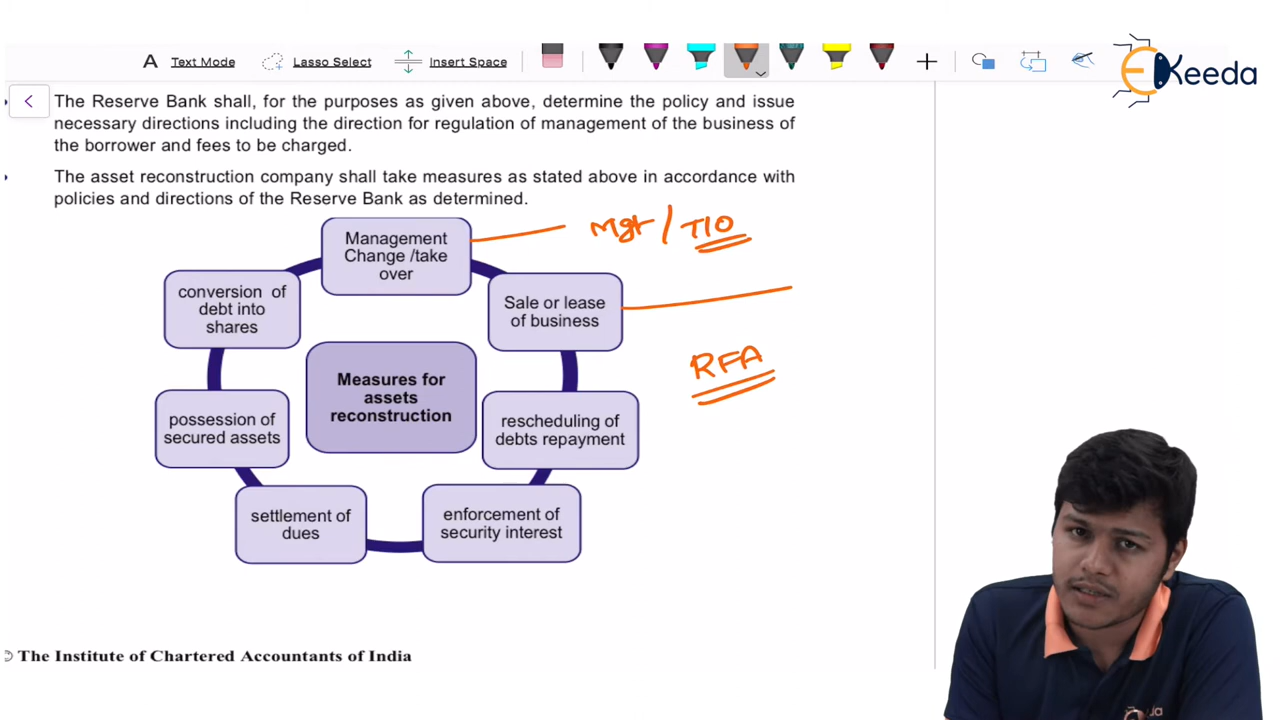 A Text Mode Lasso Select Insert Space
EKeeda
The Reserve Bank shall, for the purposes as given above, determine the policy and issue
necessary directions including the direction for regulation of management of the business of
the borrower and fees to be charged.
The asset reconstruction company shall take measures as stated above in accordance with
policies and directions of the Reserve Bank as determined.
Management
Change /take
over
Mgt / T/O
conversion of
debt into
shares
Sale or lease
of business
RFA
Measures for
assets
reconstruction
possession of
secured assets
rescheduling of
debts repayment
settlement of
dues
enforcement of
security interest
© The Institute of Chartered Accountants of India